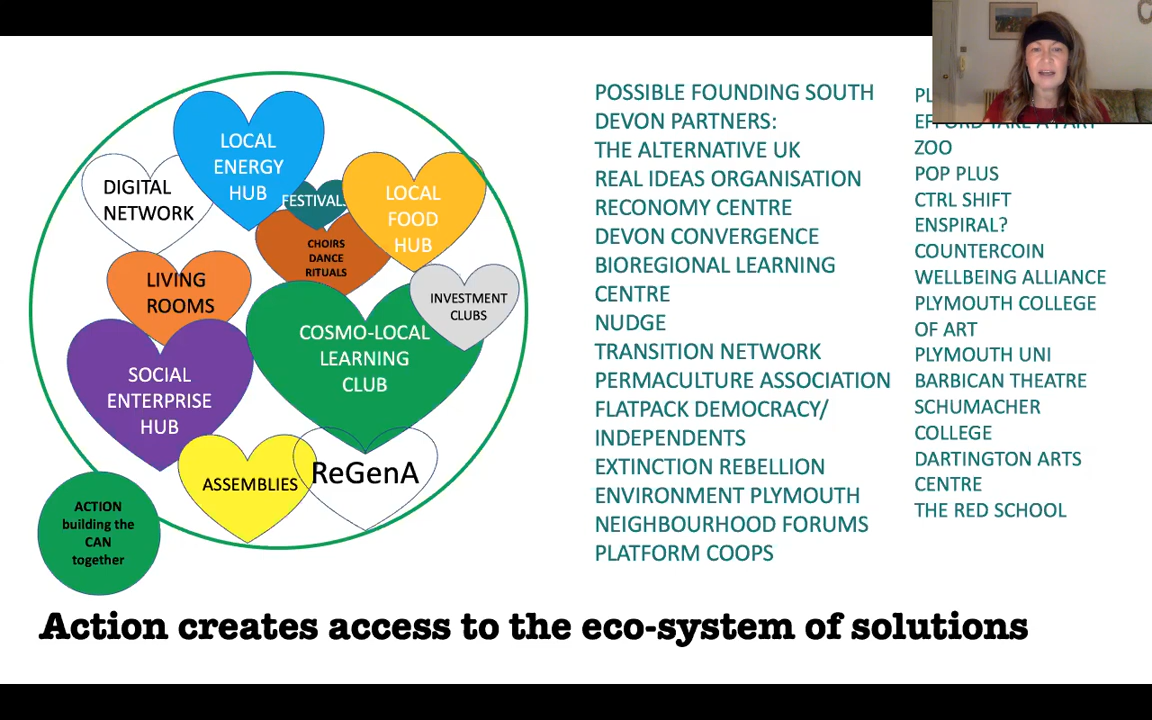 LOCAL
ENERGY
HUB
DIGITAL
NETWORK
FESTIVALS
LOCAL
FOOD
HUB
CHOIRS
DANCE
RITUALS
LIVING
ROOMS
INVESTMENT
CLUBS
COSMO-LOCAL
LEARNING
CLUB
SOCIAL
ENTERPRISE
HUB
ASSEMBLIES
ReGenA
ACTION
building the
CAN
together
POSSIBLE FOUNDING SOUTH
DEVON PARTNERS:
THE ALTERNATIVE UK
REAL IDEAS ORGANISATION
RECONOMY CENTRE
DEVON CONVERGENCE
BIOREGIONAL LEARNING
CENTRE
NUDGE
TRANSITION NETWORK
PERMACULTURE ASSOCIATION
FLATPACK DEMOCRACY/
INDEPENDENTS
EXTINCTION REBELLION
ENVIRONMENT PLYMOUTH
NEIGHBOURHOOD FORUMS
PLATFORM COOPS
EFFORD TAKE A PART
ZOO
POP PLUS
CTRL SHIFT
ENSPIRAL?
COUNTERCOIN
WELLBEING ALLIANCE
PLYMOUTH COLLEGE
OF ART
PLYMOUTH UNI
BARBICAN THEATRE
SCHUMACHER
COLLEGE
DARTINGTON ARTS
CENTRE
THE RED SCHOOL
Action creates access to the eco-system of solutions